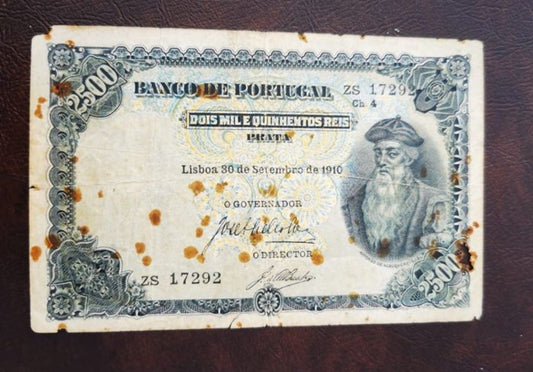 2500
BANCO DE PORTUGAL
ZS 17292
Ch. 4
DOIS MIL E QUINHENTOS REIS
PRATA
Lisboa 30 de Setembro de 1910
O GOVERNADOR
O DIRECTOR
ZS 17292
2500